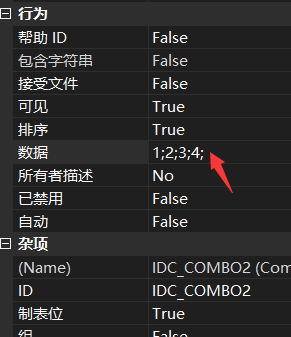 行为
帮助 ID False
包含字符串 False
接受文件 False
可见 True
排序 True
数据 1;2;3;4;
所有者描述 No
已禁用 False
自动 False
杂项
(Name) IDC_COMBO2 (Com
ID IDC_COMBO2
制表位 True
组 False